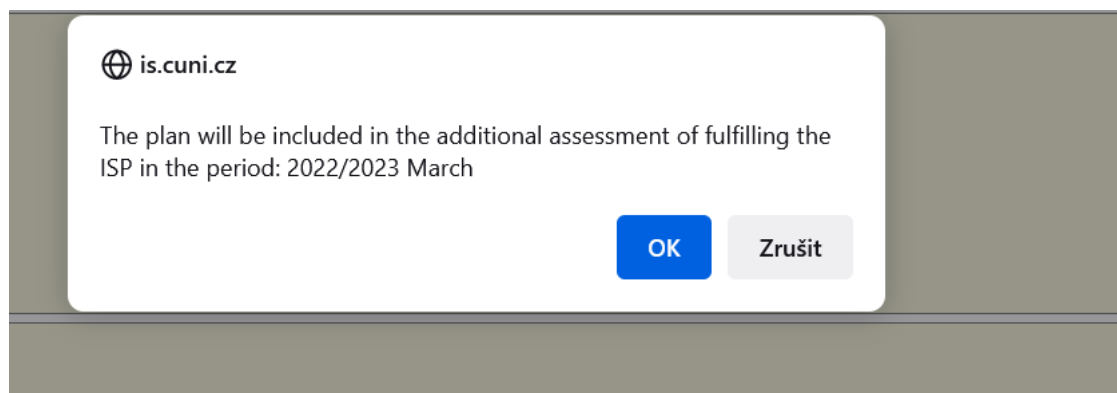 is.cuni.cz
The plan will be included in the additional assessment of fulfilling the
ISP in the period: 2022/2023 March
OK
Zrušit